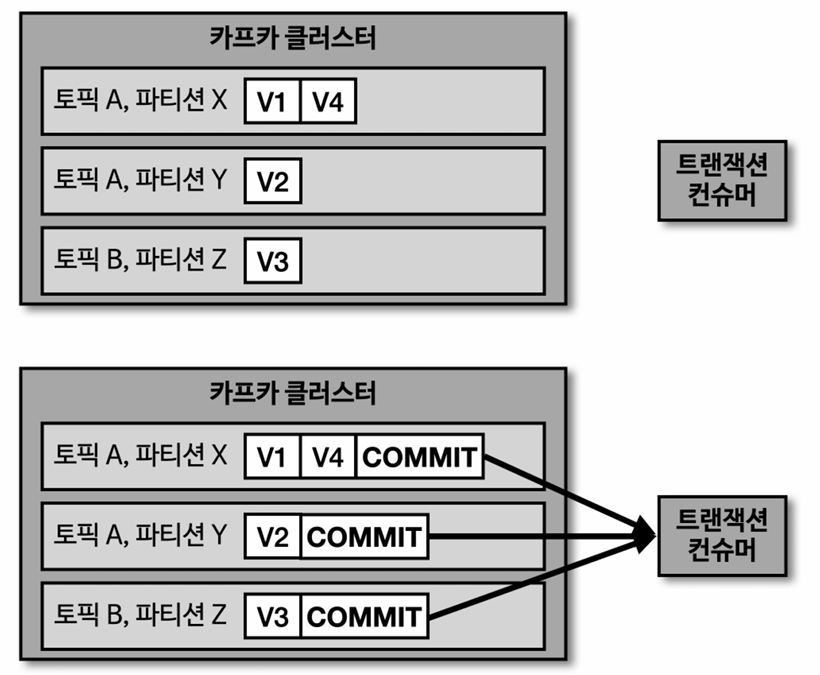 카프카 클러스터
토픽 A, 파티션 X V1 V4
토픽 A, 파티션 Y V2
토픽 B, 파티션 Z V3
트랜잭션
컨슈머
카프카 클러스터
토픽 A, 파티션 X V1 V4 COMMIT
토픽 A, 파티션 Y V2 COMMIT
토픽 B, 파티션 Z V3 COMMIT
트랜잭션
컨슈머